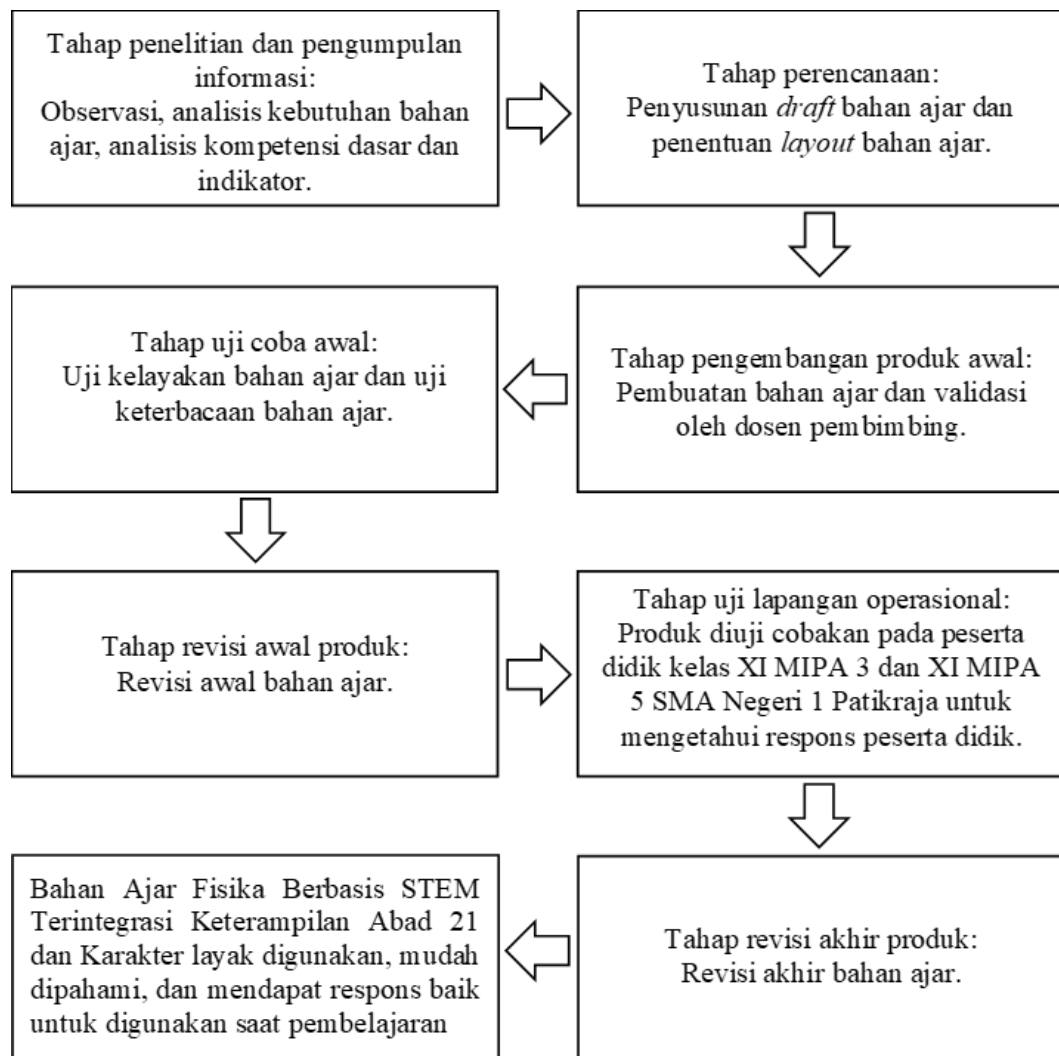 Tahap penelitian dan pengumpulan
informasi:
Observasi, analisis kebutuhan bahan
ajar, analisis kompetensi dasar dan
indikator.
Tahap perencanaan:
Penyusunan draft bahan ajar dan
penentuan layout bahan ajar.
Tahap pengembangan produk awal:
Pembuatan bahan ajar dan validasi
oleh dosen pembimbing.
Tahap uji coba awal:
Uji kelayakan bahan ajar dan uji
keterbacaan bahan ajar.
Tahap revisi awal produk:
Revisi awal bahan ajar.
Tahap uji lapangan operasional:
Produk diuji cobakan pada peserta
didik kelas XI MIPA 3 dan XI MIPA
5 SMA Negeri 1 Patikraja untuk
mengetahui respons peserta didik.
Tahap revisi akhir produk:
Revisi akhir bahan ajar.
Bahan Ajar Fisika Berbasis STEM
Terintegrasi Keterampilan Abad 21
dan Karakter layak digunakan, mudah
dipahami, dan mendapat respons baik
untuk digunakan saat pembelajaran